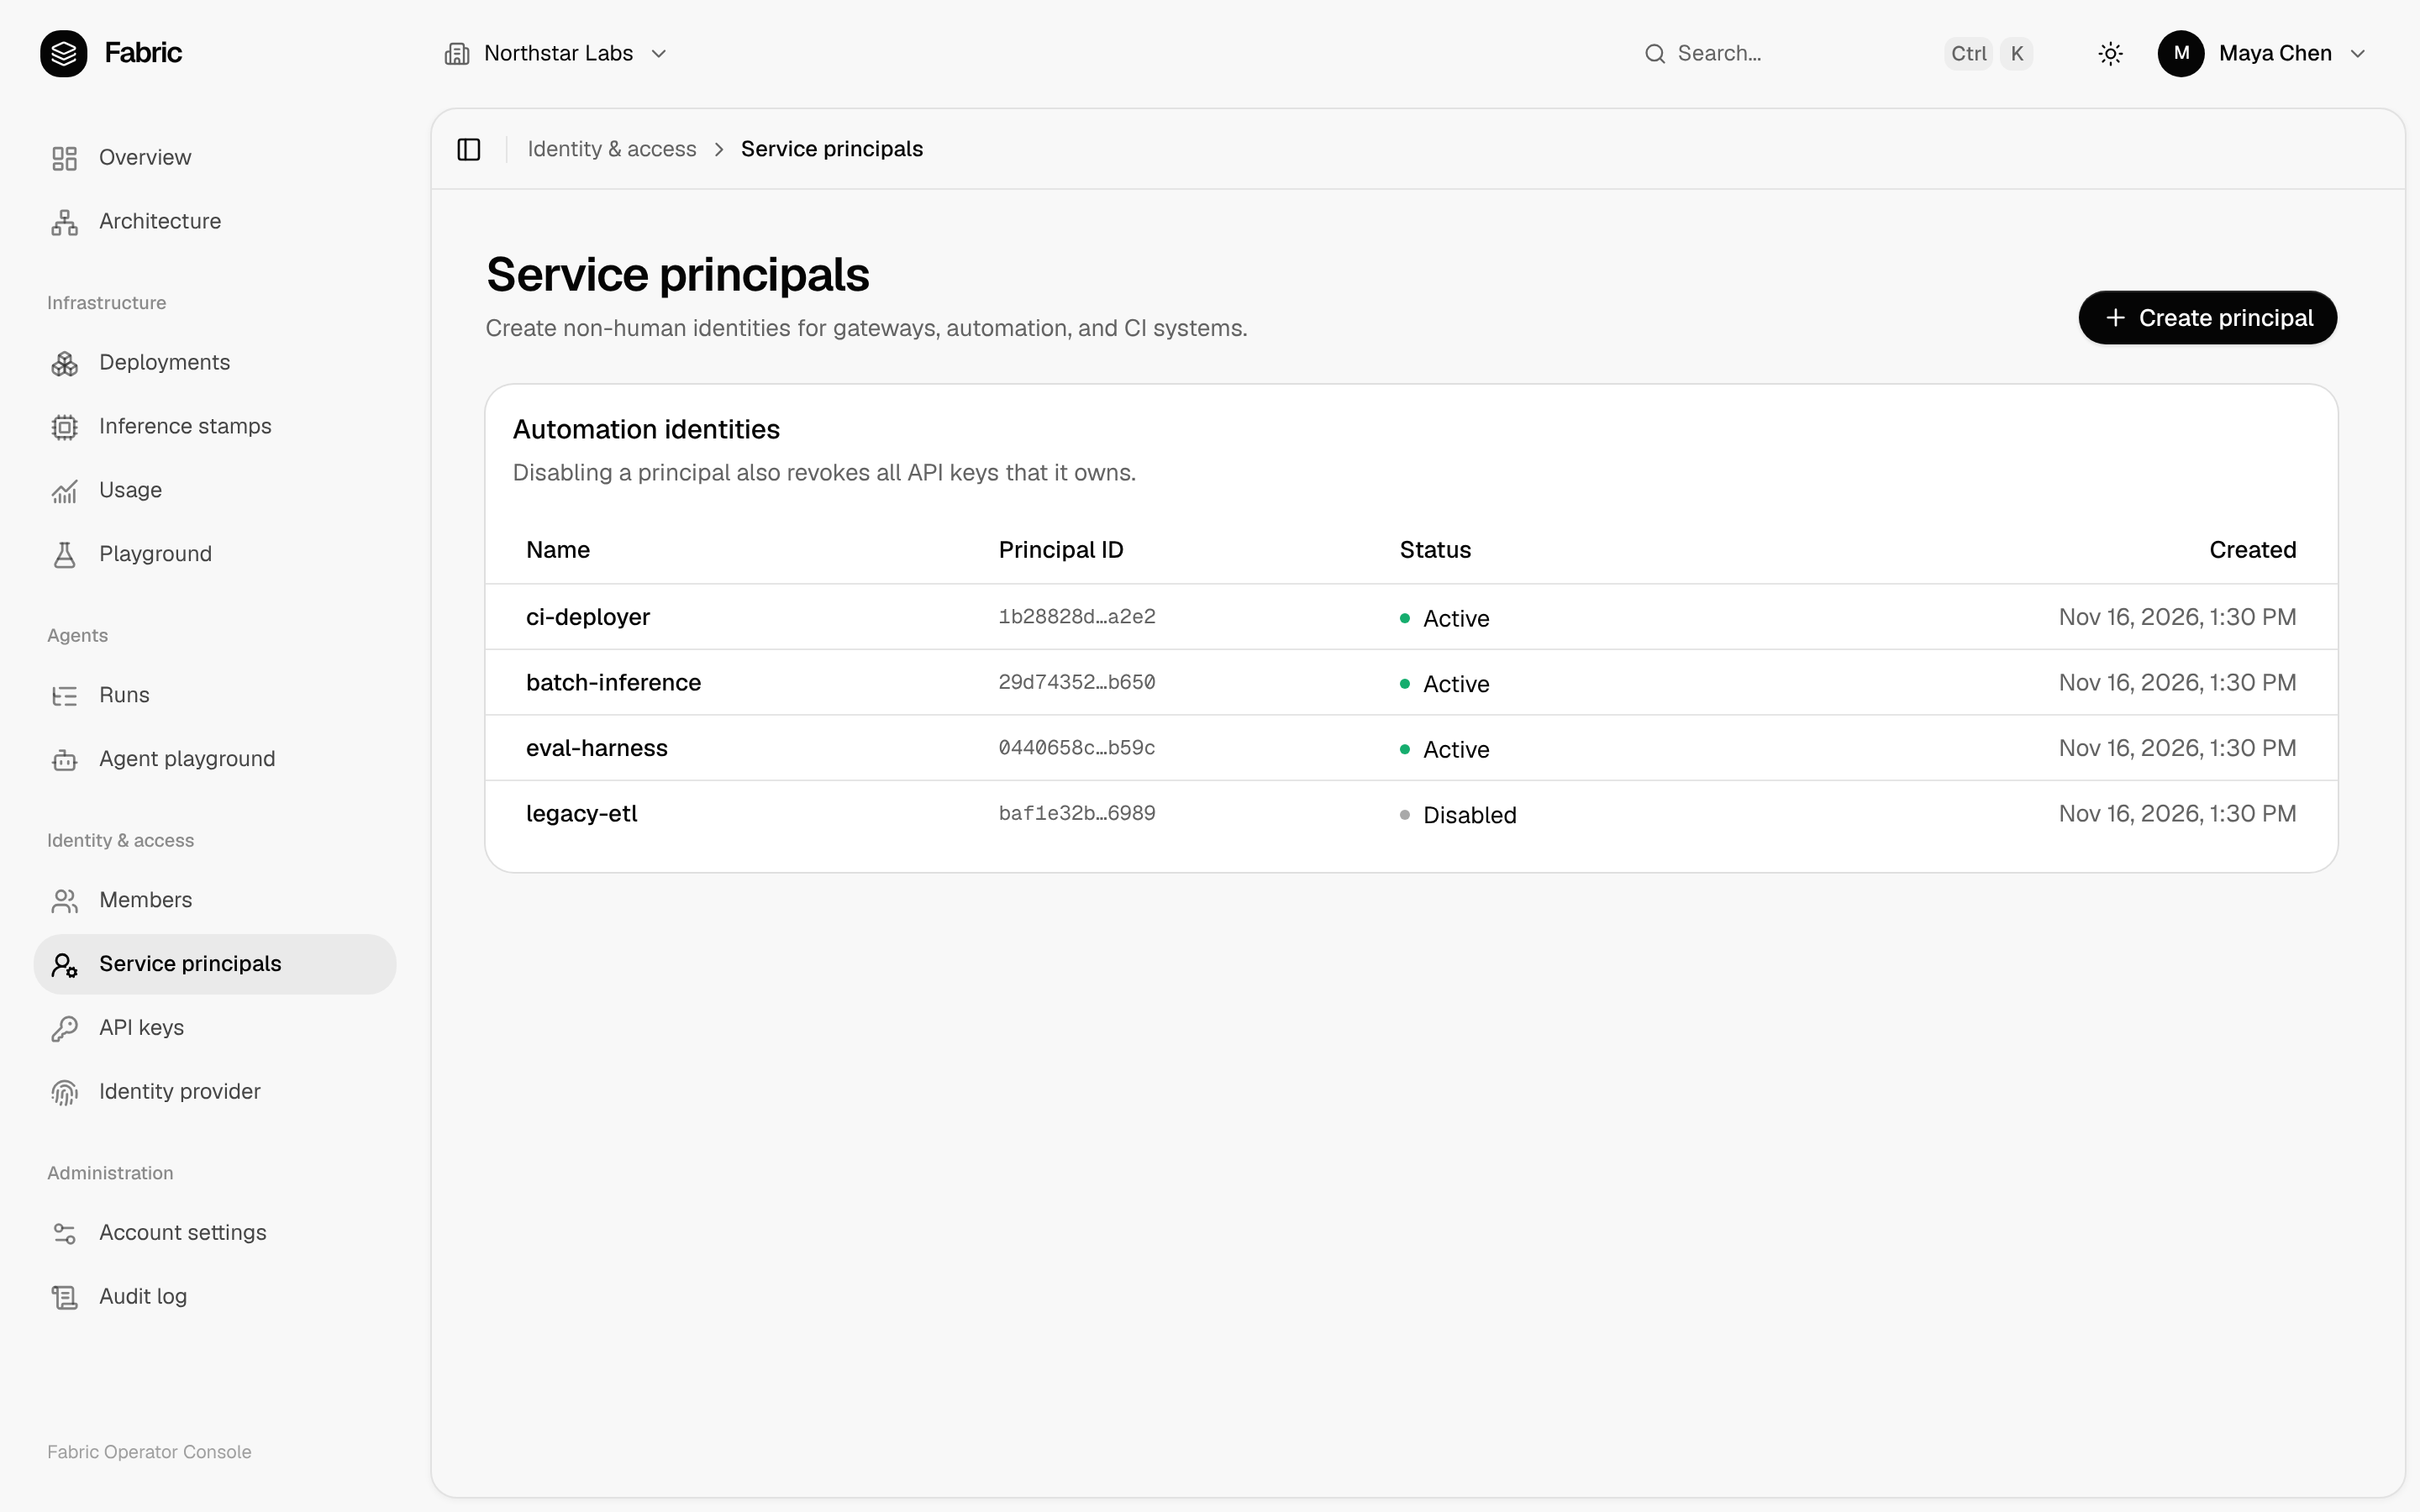 Fabric
Northstar Labs
Search...
Ctrl K
M
Maya Chen
Overview
Architecture
Infrastructure
Deployments
Inference stamps
Usage
Playground
Agents
Runs
Agent playground
Identity & access
Members
Service principals
API keys
Identity provider
Administration
Account settings
Audit log
Fabric Operator Console
Identity & access > Service principals
Service principals
Create non-human identities for gateways, automation, and CI systems.
Create principal
Automation identities
Disabling a principal also revokes all API keys that it owns.
Name Principal ID Status Created
ci-deployer 1b28828d…a2e2 Active Nov 16, 2026, 1:30 PM
batch-inference 29d74352…b650 Active Nov 16, 2026, 1:30 PM
eval-harness 0440658c…b59c Active Nov 16, 2026, 1:30 PM
legacy-etl baf1e32b…6989 Disabled Nov 16, 2026, 1:30 PM